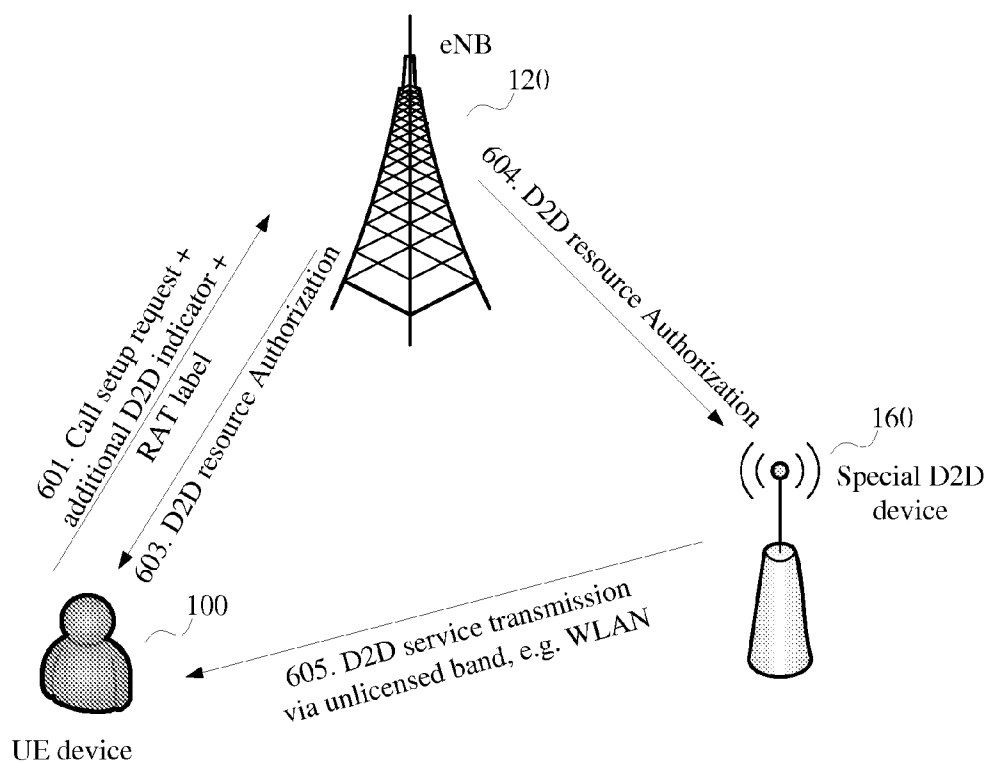 eNB
120
601. Call setup request +
additional D2D indicator +
RAT label
603. D2D resource Authorization
604. D2D resource Authorization
160
Special D2D
device
605. D2D service transmission
via unlicensed band, e.g. WLAN
100
UE device